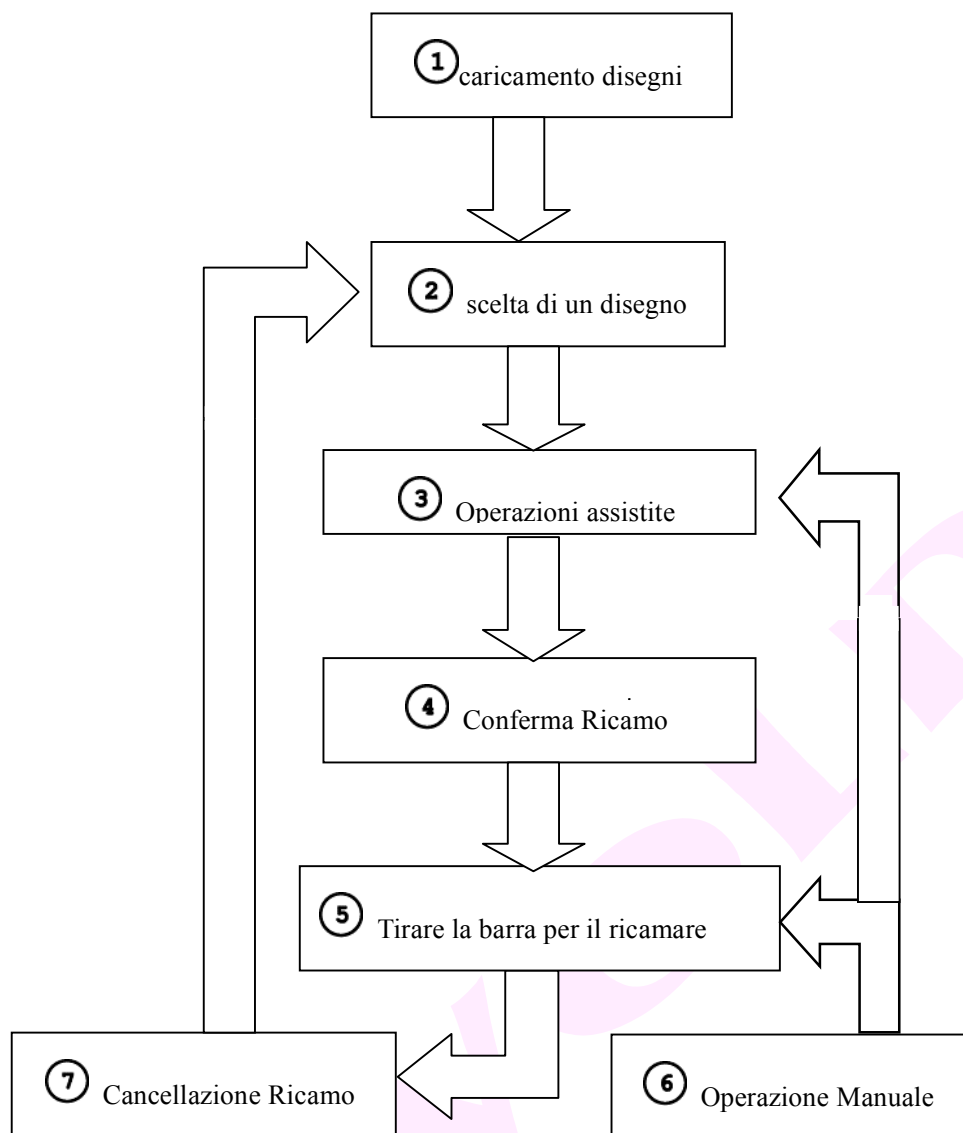 1 caricamento disegni
2 scelta di un disegno
3 Operazioni assistite
4 Conferma Ricamo
5 Tirare la barra per il ricamare
7 Cancellazione Ricamo
6 Operazione Manuale